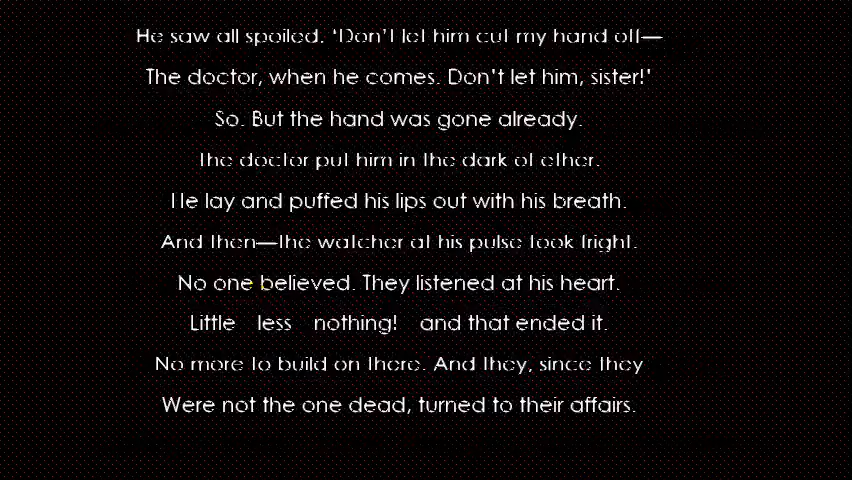 He saw all spoiled. ‘Don’t let him cut my hand off—
The doctor, when he comes. Don’t let him, sister!’
So. But the hand was gone already.
The doctor put him in the dark of ether.
He lay and puffed his lips out with his breath.
And then—the watcher at his pulse took fright.
No one believed. They listened at his heart.
Little less nothing! and that ended it.
No more to build on there. And they, since they
Were not the one dead, turned to their affairs.